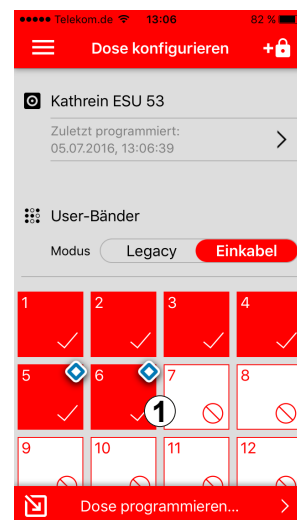 Telekom.de 13:06 82 %
Dose konfigurieren +
Kathrein ESU 53
Zuletzt programmiert:
05.07.2016, 13:06:39
User-Bänder
Modus Legacy Einkabel
1 2 3 4
5 6 7 8
1
9 10 11 12
Dose programmieren...